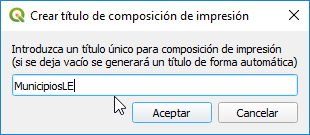 Crear título de composición de impresión
Introduzca un título único para composición de impresión
(si se deja vacío se generará un título de forma automática)
MunicipiosLE
Aceptar
Cancelar